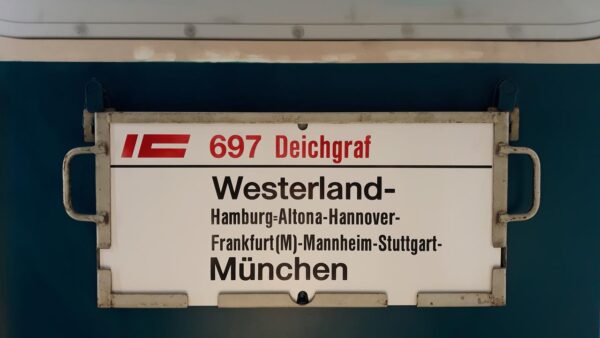 IC 697 Deichgraf
Westerland-
Hamburg-Altona-Hannover-
Frankfurt(M)-Mannheim-Stuttgart-
München